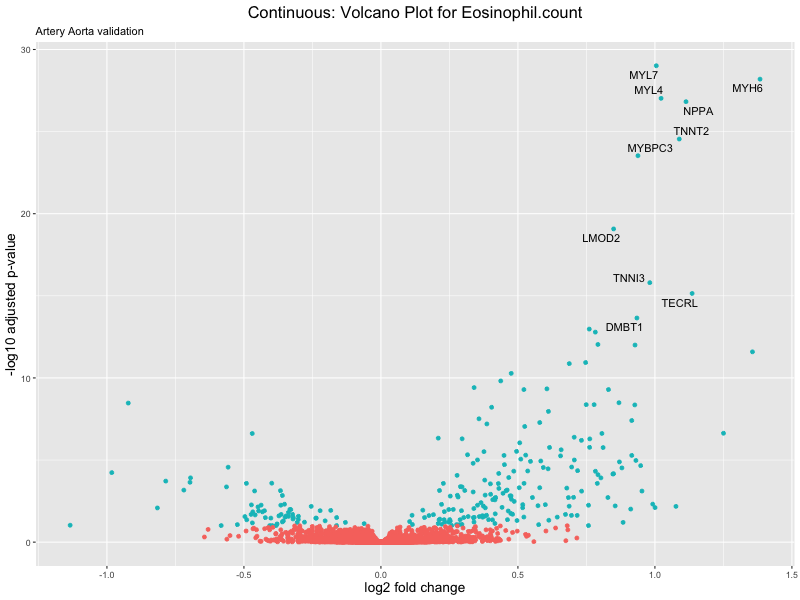 Continuous: Volcano Plot for Eosinophil.count
Artery Aorta validation
30
MYL7
MYH6
MYL4
NPPA
TNNT2
MYBPC3
20
LMOD2
TNNI3
TECRL
DMBT1
10
0
-log10 adjusted p-value
-1.0
-0.5
0.0
0.5
1.0
1.5
log2 fold change